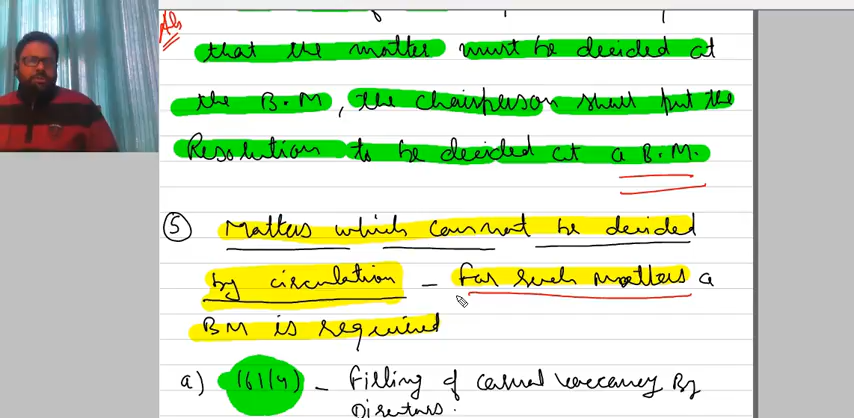 that the matter must be decided at
the B.M, the chairperson shall put the
Resolution to be decided at a B.M.
⑤ Matters which cannot be decided
by circulation – For such matters a
BM is required
a) 161(4) – Filling of casual vacancy By
Directors.